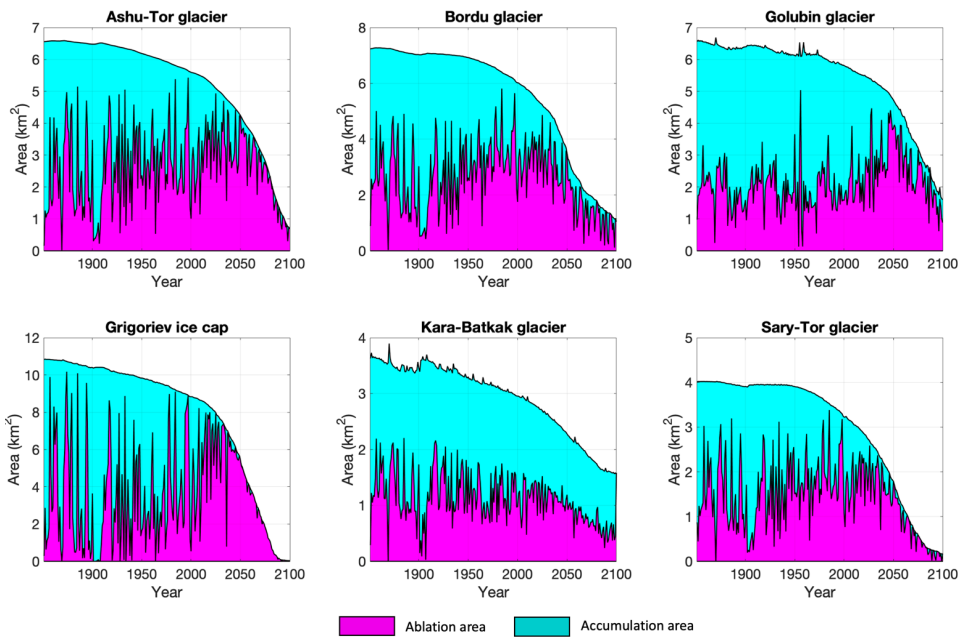 Ashu-Tor glacier
7
6
5
4
3
2
1
0
Area (km²)
1900 1950 2000 2050 2100
Year
Bordu glacier
8
6
4
2
0
Area (km²)
1900 1950 2000 2050 2100
Year
Golubin glacier
7
6
5
4
3
2
1
0
Area (km²)
1900 1950 2000 2050 2100
Year
Grigoriev ice cap
12
10
8
6
4
2
0
Area (km²)
1900 1950 2000 2050 2100
Year
Kara-Batkak glacier
4
3
2
1
0
Area (km²)
1900 1950 2000 2050 2100
Year
Sary-Tor glacier
5
4
3
2
1
0
Area (km²)
1900 1950 2000 2050 2100
Year
Ablation area
Accumulation area